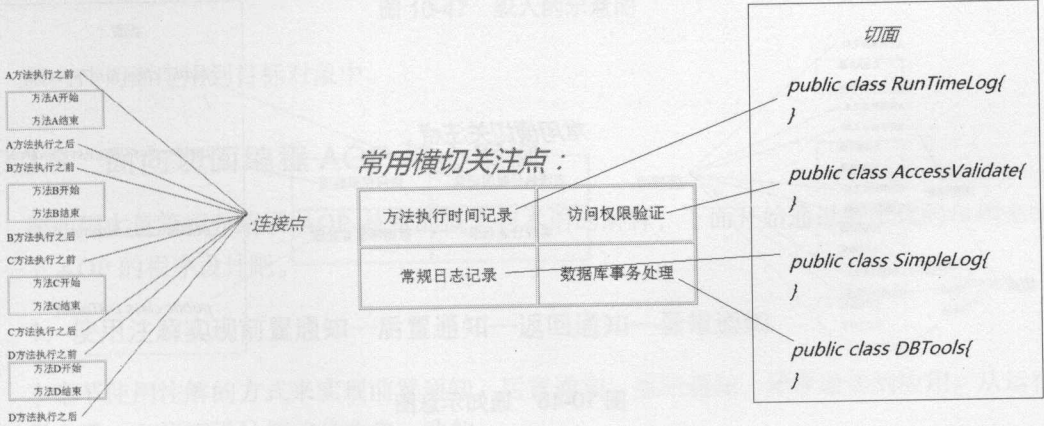 A方法执行之前
方法A开始
方法A结束
A方法执行之后
B方法执行之前
方法B开始
方法B结束
B方法执行之后
C方法执行之前
方法C开始
方法C结束
C方法执行之后
D方法执行之前
方法D开始
方法D结束
D方法执行之后
连接点
常用横切关注点：
方法执行时间记录 访问权限验证
常规日志记录 数据库事务处理
切面
public class RunTimeLog{
}
public class AccessValidate{
}
public class SimpleLog{
}
public class DBTools{
}